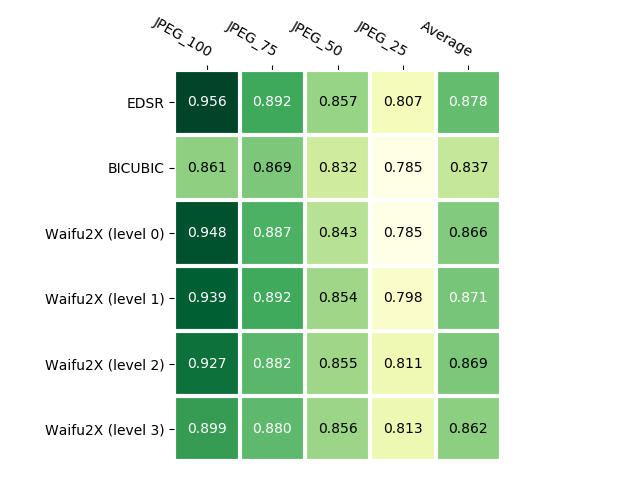 JPEG_100 JPEG_75 JPEG_50 JPEG_25 Average
EDSR 0.956 0.892 0.857 0.807 0.878
BICUBIC 0.861 0.869 0.832 0.785 0.837
Waifu2X (level 0) 0.948 0.887 0.843 0.785 0.866
Waifu2X (level 1) 0.939 0.892 0.854 0.798 0.871
Waifu2X (level 2) 0.927 0.882 0.855 0.811 0.869
Waifu2X (level 3) 0.899 0.880 0.856 0.813 0.862